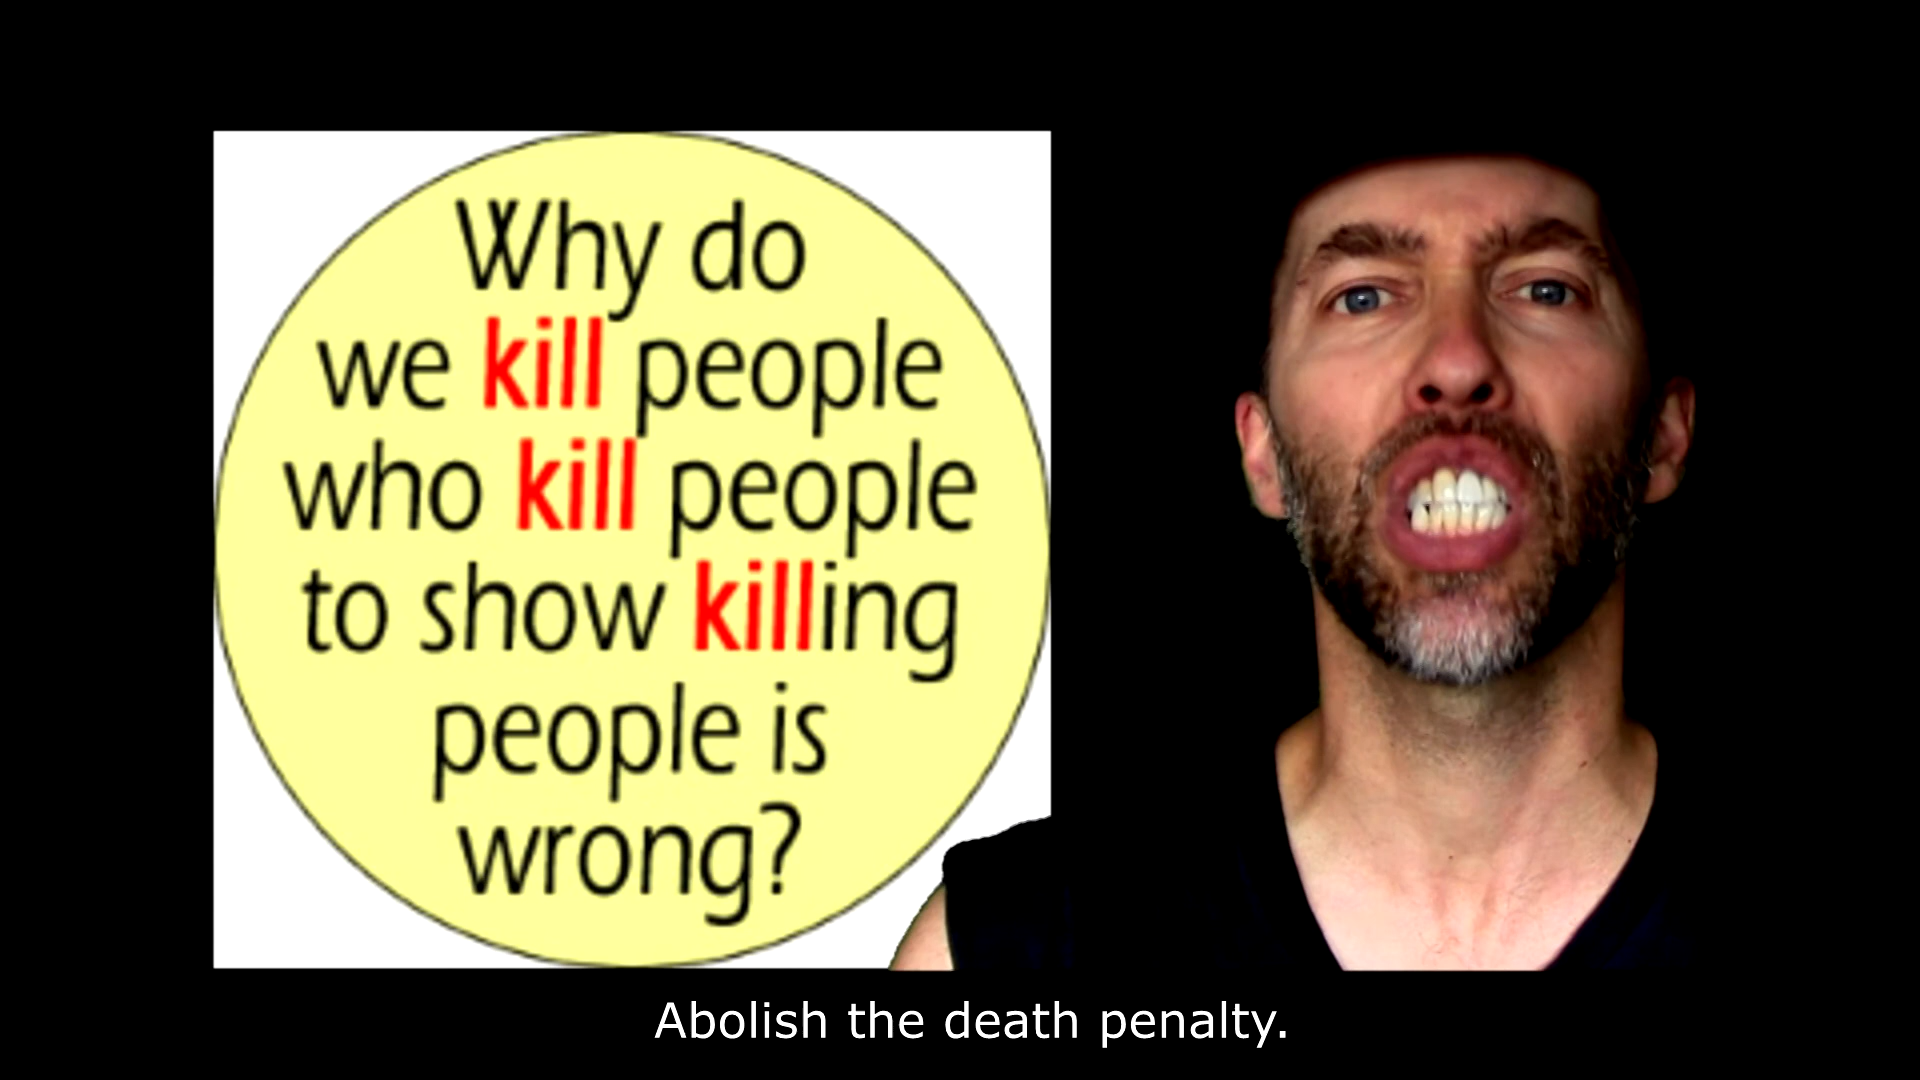 Why do
we kill people
who kill people
to show killing
people is
wrong?
Abolish the death penalty.